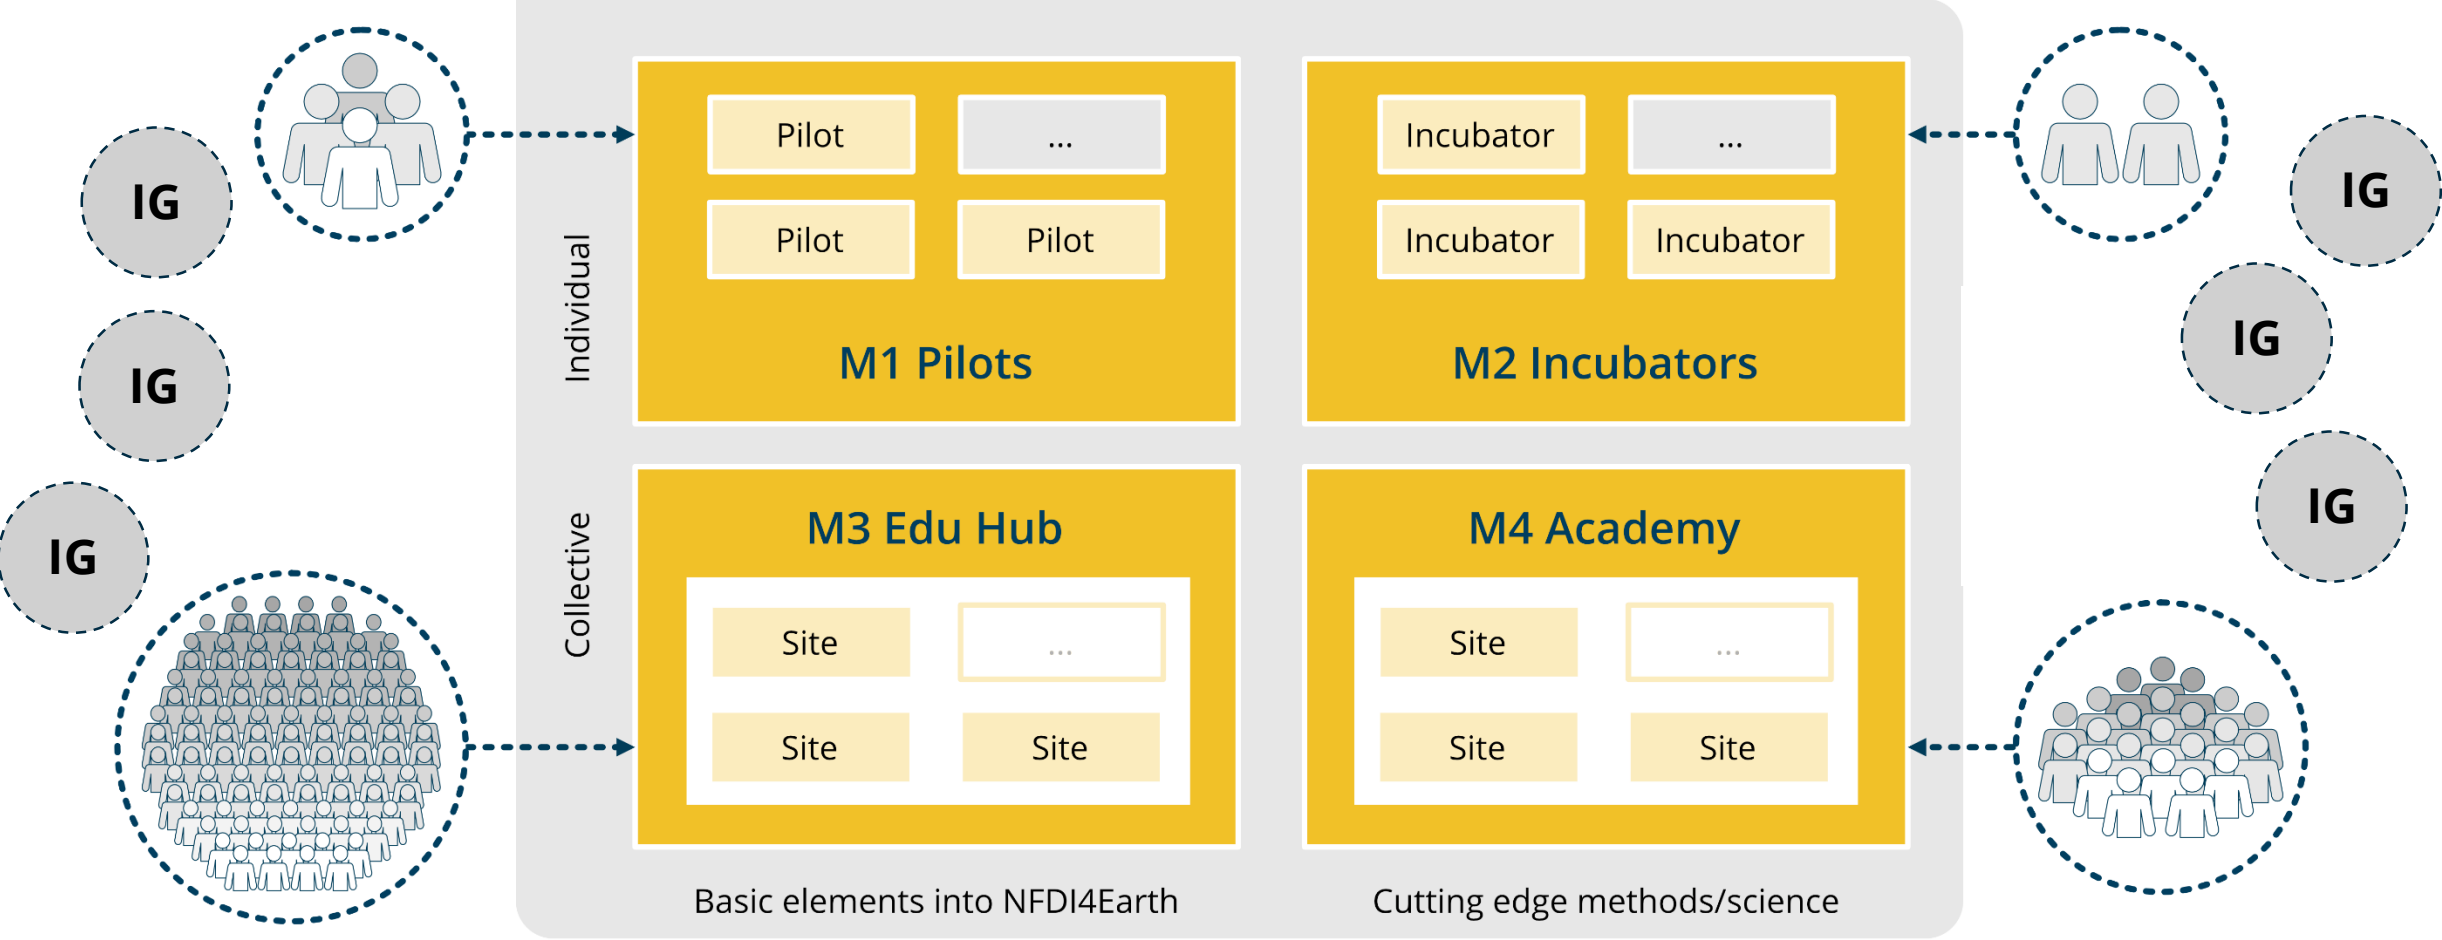 IG
IG
IG
Individual
Collective
Pilot
...
Pilot
Pilot
M1 Pilots
Incubator
...
Incubator
Incubator
M2 Incubators
M3 Edu Hub
Site
...
Site
Site
M4 Academy
Site
...
Site
Site
Basic elements into NFDI4Earth
Cutting edge methods/science
IG
IG
IG